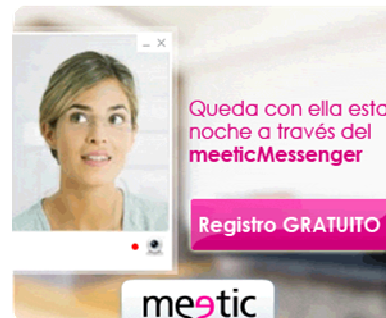 Queda con ella esta
noche a través del
meeticMessenger
Registro GRATUITO
meetic